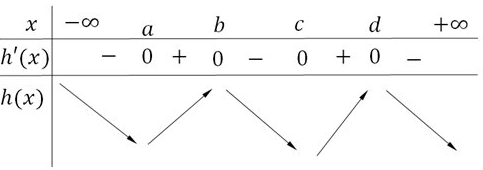 x −∞ a b c d +∞
h′(x) − 0 + 0 − 0 + 0 −
h(x)